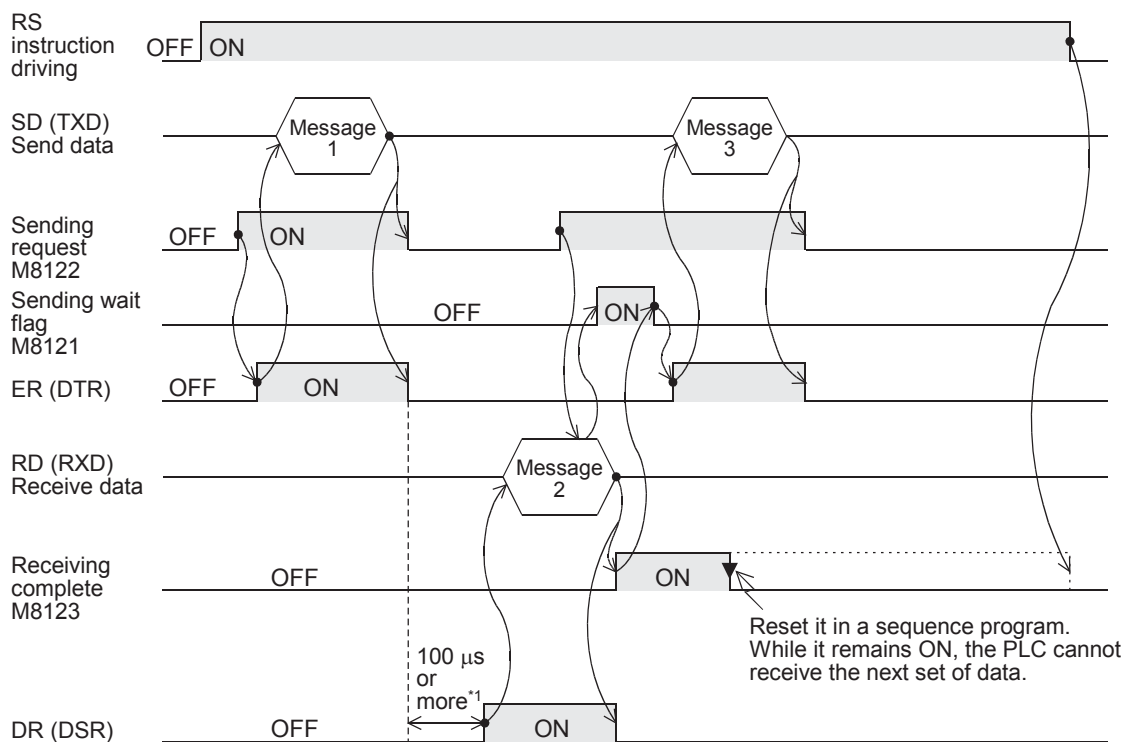 RS
instruction
driving
OFF ON
SD (TXD)
Send data
Message
1
Message
3
Sending
request
M8122
OFF ON
Sending wait
flag
M8121
OFF ON
ER (DTR)
OFF ON
RD (RXD)
Receive data
Message
2
Receiving
complete
M8123
OFF ON
Reset it in a sequence program.
While it remains ON, the PLC cannot
receive the next set of data.
100 μs
or
more*1
DR (DSR)
OFF ON